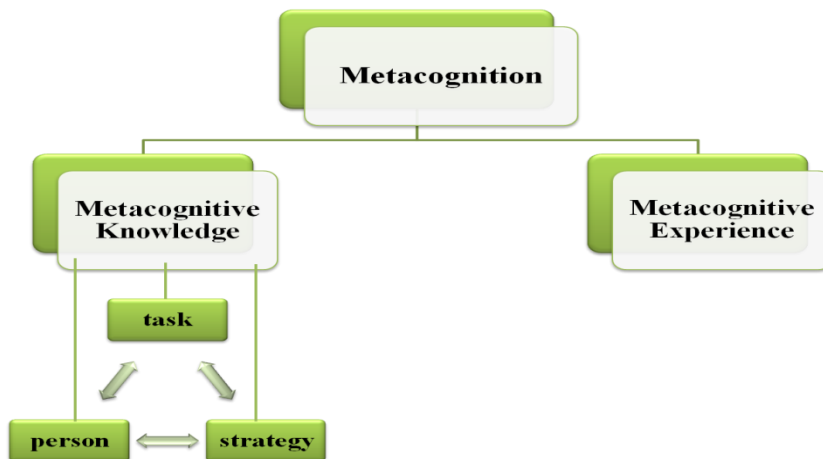 Metacognition
Metacognitive
Knowledge
Metacognitive
Experience
task
person
strategy